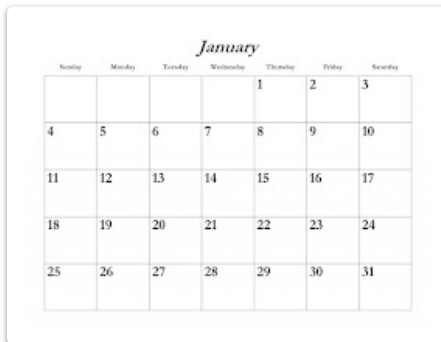 January
Sunday Monday Tuesday Wednesday Thursday Friday Saturday
1 2 3
4 5 6 7 8 9 10
11 12 13 14 15 16 17
18 19 20 21 22 23 24
25 26 27 28 29 30 31